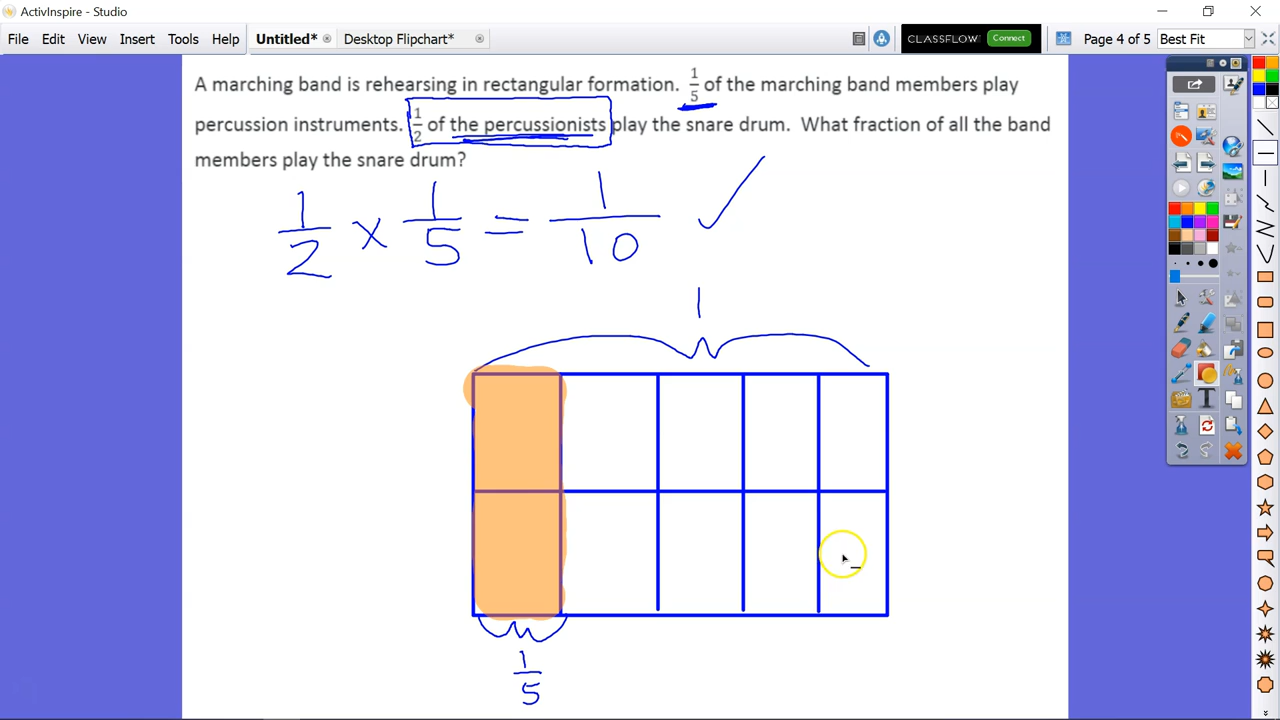 ActivInspire - Studio
File Edit View Insert Tools Help Untitled* Desktop Flipchart* CLASSFLOW Connect Page 4 of 5 Best Fit
A marching band is rehearsing in rectangular formation. 1/5 of the marching band members play
percussion instruments. 1/2 of the percussionists play the snare drum. What fraction of all the band
members play the snare drum?
1/2 x 1/5 = 1/10 ✓
1
1/5